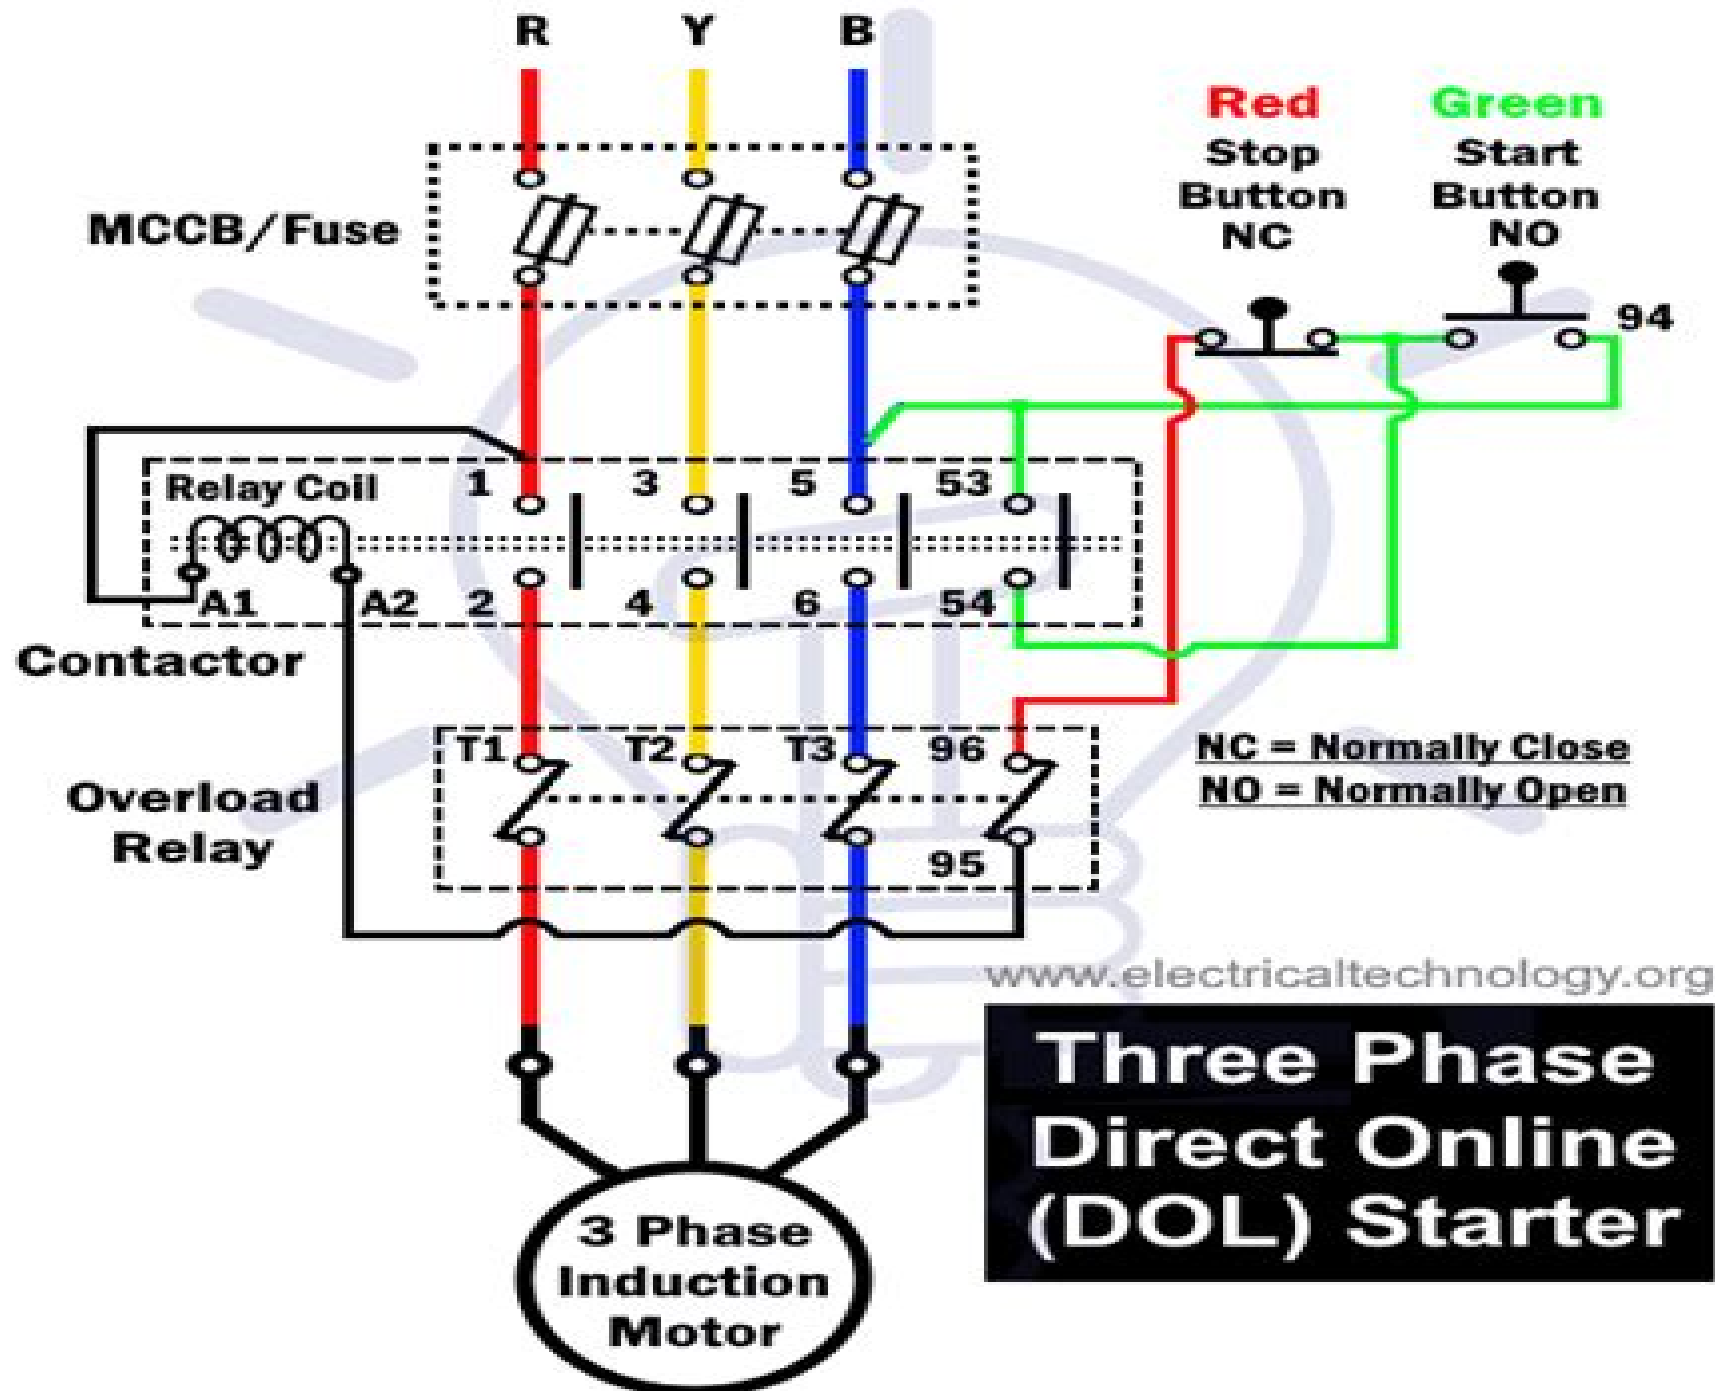 R Y B
Red Green
Stop Start
Button Button
NC NO
MCCB/Fuse
94
Relay Coil 1 3 5 53
A1 A2 2 4 6 54
Contactor
T1 T2 T3 96
NC = Normally Close
NO = Normally Open
Overload
Relay
95
www.electricaltechnology.org
Three Phase
Direct Online
(DOL) Starter
3 Phase
Induction
Motor